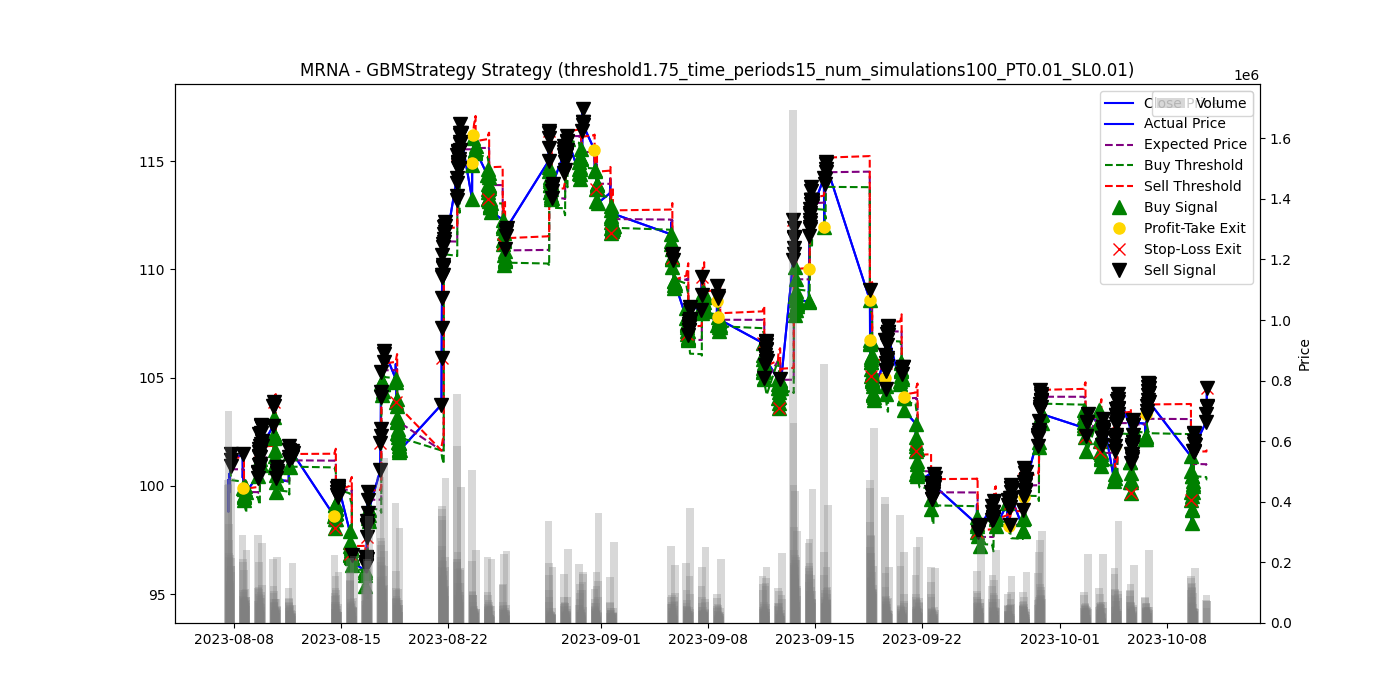 MRNA - GBMStrategy Strategy (threshold1.75_time_periods15_num_simulations100_PT0.01_SL0.01)
1e6
Volume
Actual Price
Expected Price
Buy Threshold
Sell Threshold
Buy Signal
Profit-Take Exit
Stop-Loss Exit
Sell Signal
115
110
105
100
95
1.6
1.4
1.2
1.0
0.8
0.6
0.4
0.2
0.0
Price
2023-08-08 2023-08-15 2023-08-22 2023-09-01 2023-09-08 2023-09-15 2023-09-22 2023-10-01 2023-10-08